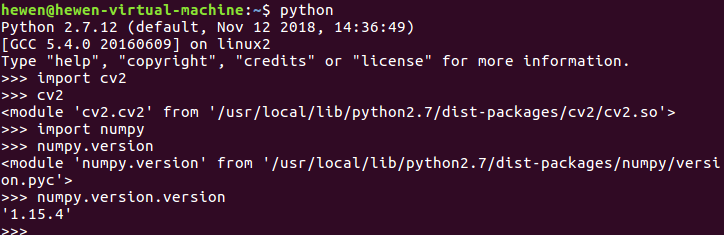 hewen@hewen-virtual-machine:~$ python
Python 2.7.12 (default, Nov 12 2018, 14:36:49)
[GCC 5.4.0 20160609] on linux2
Type "help", "copyright", "credits" or "license" for more information.
>>> import cv2
>>> cv2
<module 'cv2.cv2' from '/usr/local/lib/python2.7/dist-packages/cv2/cv2.so'>
>>> import numpy
>>> numpy.version
<module 'numpy.version' from '/usr/local/lib/python2.7/dist-packages/numpy/versi
on.pyc'>
>>> numpy.version.version
'1.15.4'
>>>